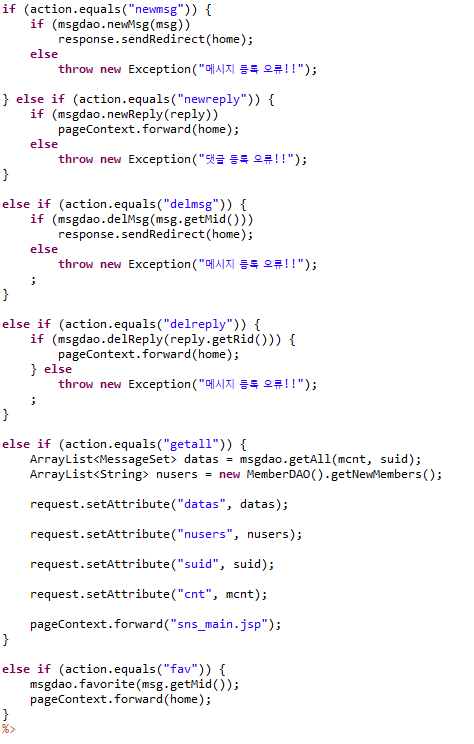 if (action.equals("newmsg")) {
    if (msgdao.newMsg(msg))
        response.sendRedirect(home);
    else
        throw new Exception("메시지 등록 오류!!");

} else if (action.equals("newreply")) {
    if (msgdao.newReply(reply))
        pageContext.forward(home);
    else
        throw new Exception("댓글 등록 오류!!");
}

else if (action.equals("delmsg")) {
    if (msgdao.delMsg(msg.getMid()))
        response.sendRedirect(home);
    else
        throw new Exception("메시지 등록 오류!!");
    ;
}

else if (action.equals("delreply")) {
    if (msgdao.delReply(reply.getRid())) {
        pageContext.forward(home);
    } else
        throw new Exception("메시지 등록 오류!!");
    ;
}

else if (action.equals("getall")) {
    ArrayList<MessageSet> datas = msgdao.getAll(mcnt, suid);
    ArrayList<String> nusers = new MemberDAO().getNewMembers();

    request.setAttribute("datas", datas);

    request.setAttribute("nusers", nusers);

    request.setAttribute("suid", suid);

    request.setAttribute("cnt", mcnt);

    pageContext.forward("sns_main.jsp");
}

else if (action.equals("fav")) {
    msgdao.favorite(msg.getMid());
    pageContext.forward(home);
}
%>